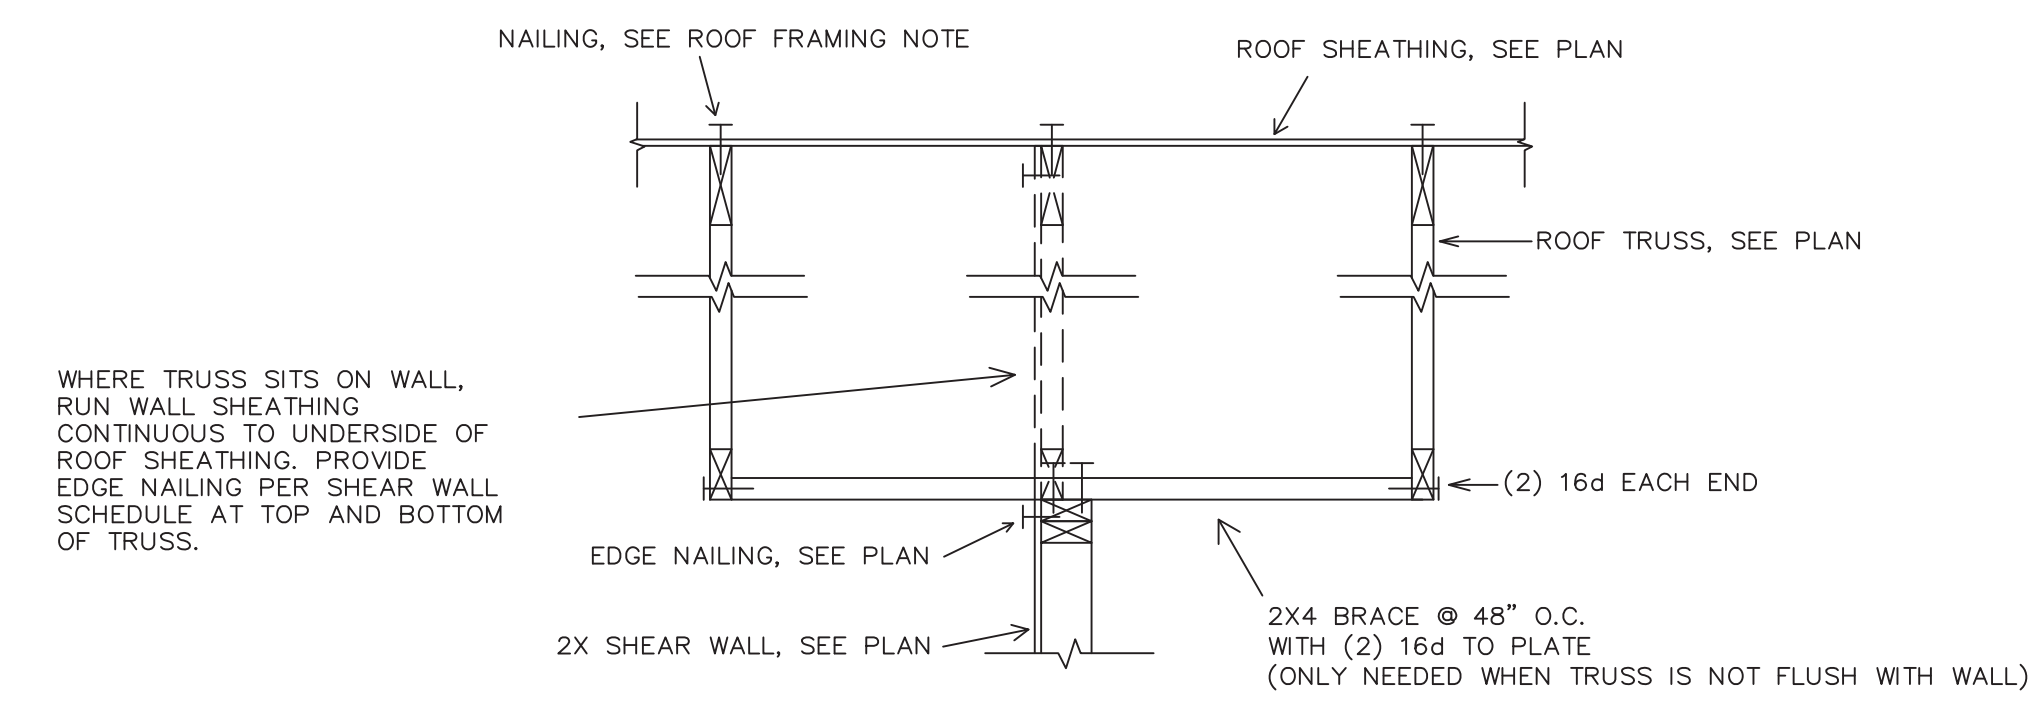 NAILING, SEE ROOF FRAMING NOTE
ROOF SHEATHING, SEE PLAN
ROOF TRUSS, SEE PLAN
WHERE TRUSS SITS ON WALL,
RUN WALL SHEATHING
CONTINUOUS TO UNDERSIDE OF
ROOF SHEATHING. PROVIDE
EDGE NAILING PER SHEAR WALL
SCHEDULE AT TOP AND BOTTOM
OF TRUSS.
(2) 16d EACH END
EDGE NAILING, SEE PLAN
2X SHEAR WALL, SEE PLAN
2X4 BRACE @ 48” O.C.
WITH (2) 16d TO PLATE
(ONLY NEEDED WHEN TRUSS IS NOT FLUSH WITH WALL)